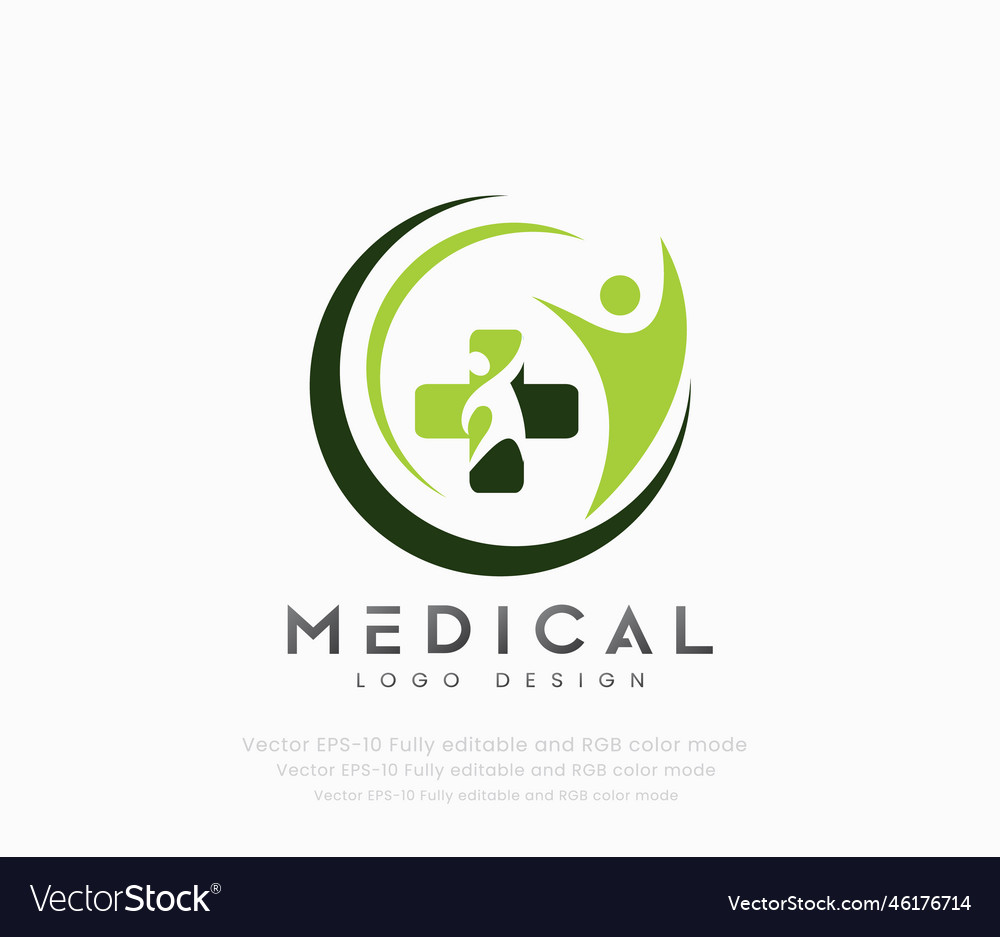 MEDICAL
LOGO DESIGN
Vector EPS-10 Fully editable and RGB color mode
Vector EPS-10 Fully editable and RGB color mode
Vector EPS-10 Fully editable and RGB color mode
VectorStock® VectorStock.com/46176714